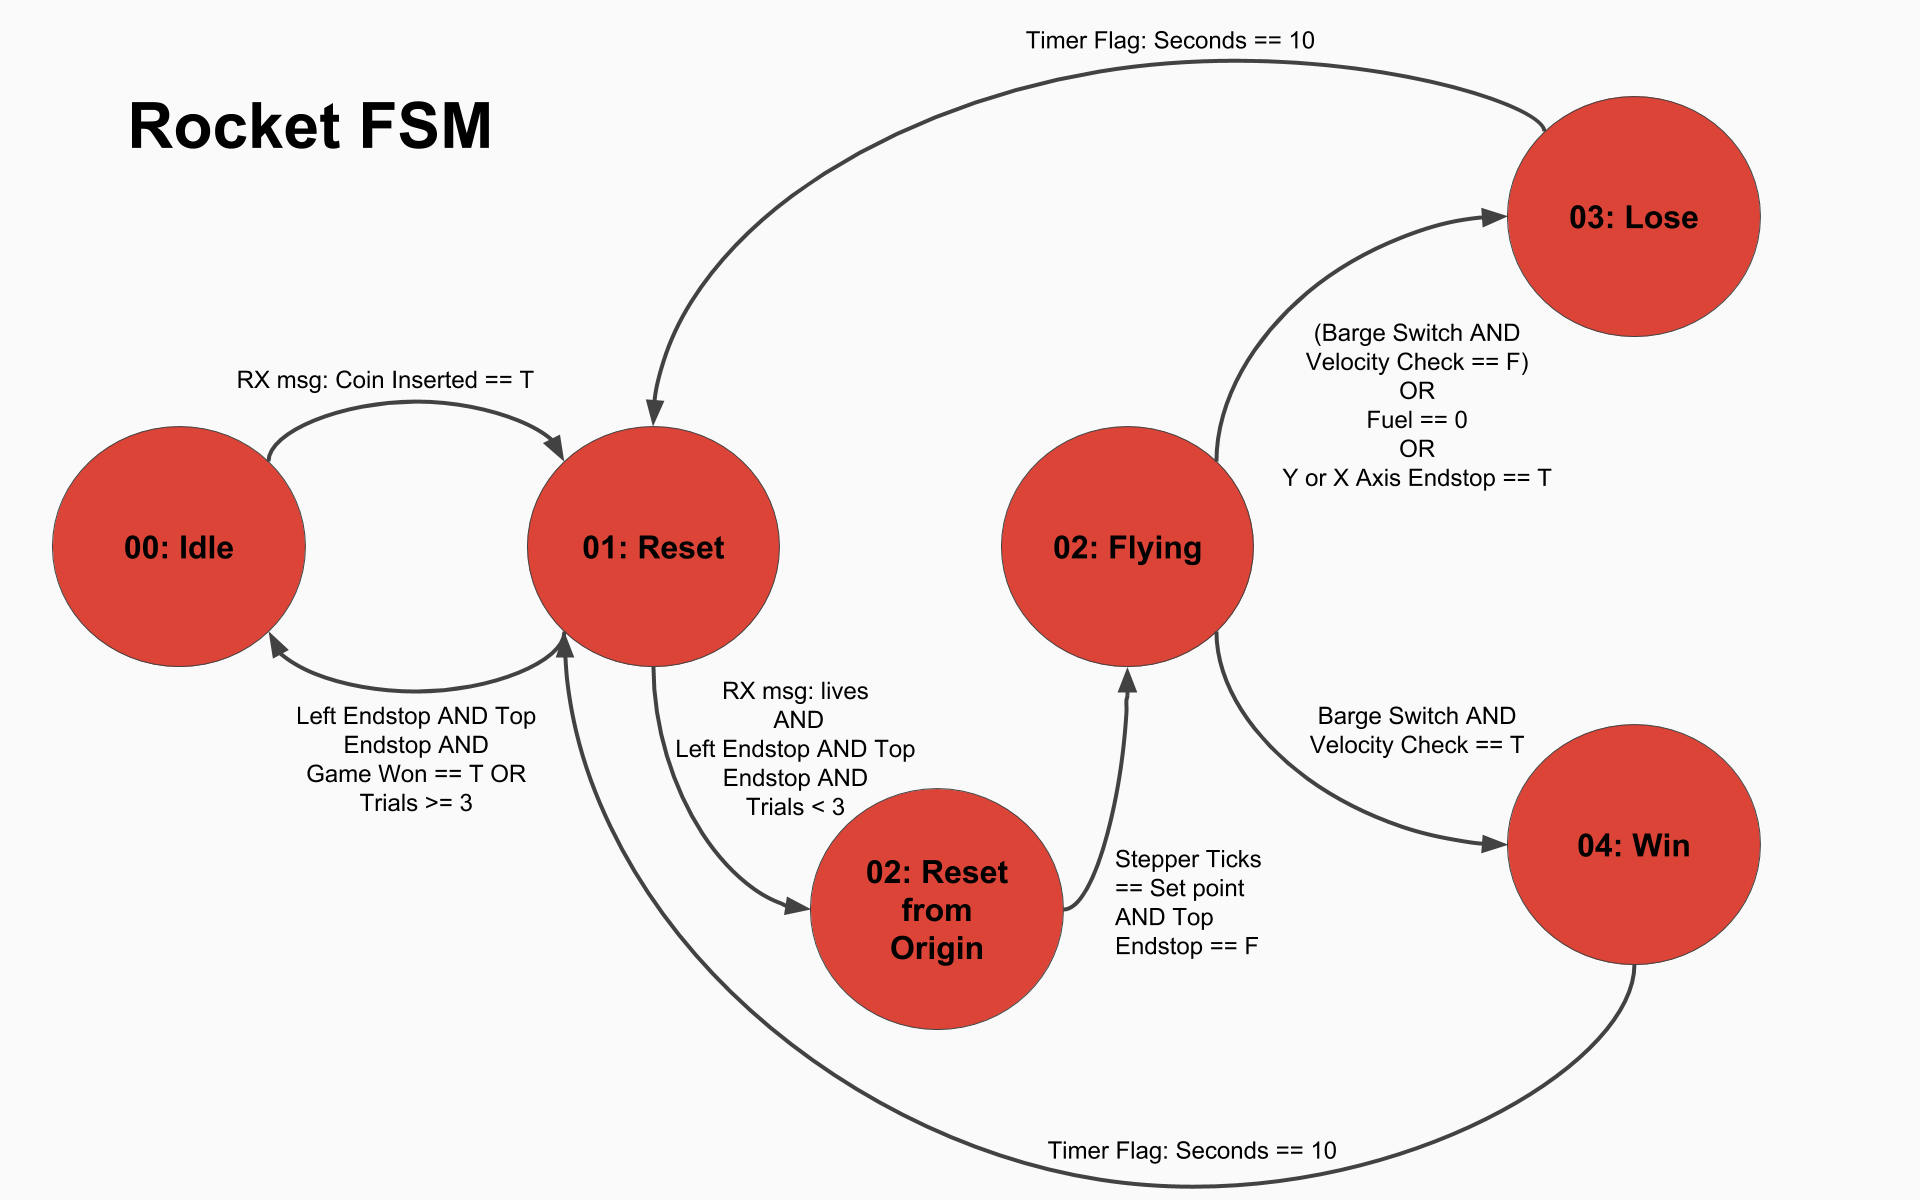 Timer Flag: Seconds == 10
Rocket FSM
03: Lose
(Barge Switch AND
Velocity Check == F)
OR
Fuel == 0
OR
Y or X Axis Endstop == T
RX msg: Coin Inserted == T
00: Idle
01: Reset
02: Flying
Left Endstop AND Top
Endstop AND
Game Won == T OR
Trials >= 3
RX msg: lives
AND
Left Endstop AND Top
Endstop AND
Trials < 3
Barge Switch AND
Velocity Check == T
04: Win
02: Reset
from
Origin
Stepper Ticks
== Set point
AND Top
Endstop == F
Timer Flag: Seconds == 10